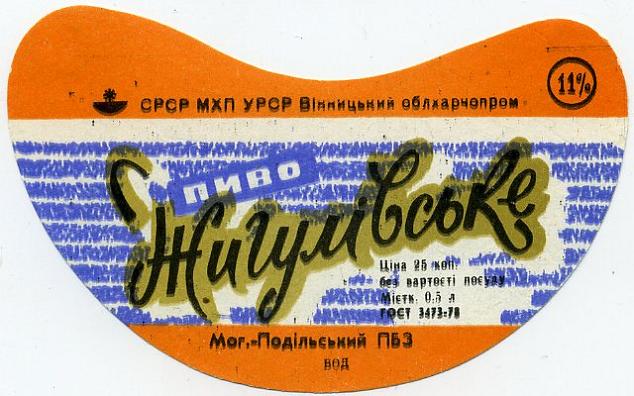 СРСР МХП УРСР Вінницький облхарчопром
11%
пиво
Жигулівське
Ціна 25 коп.
без вартості посуду
Містк. 0,5 л
ГОСТ 3473-78
Мог.-Подільський ПБЗ
вод